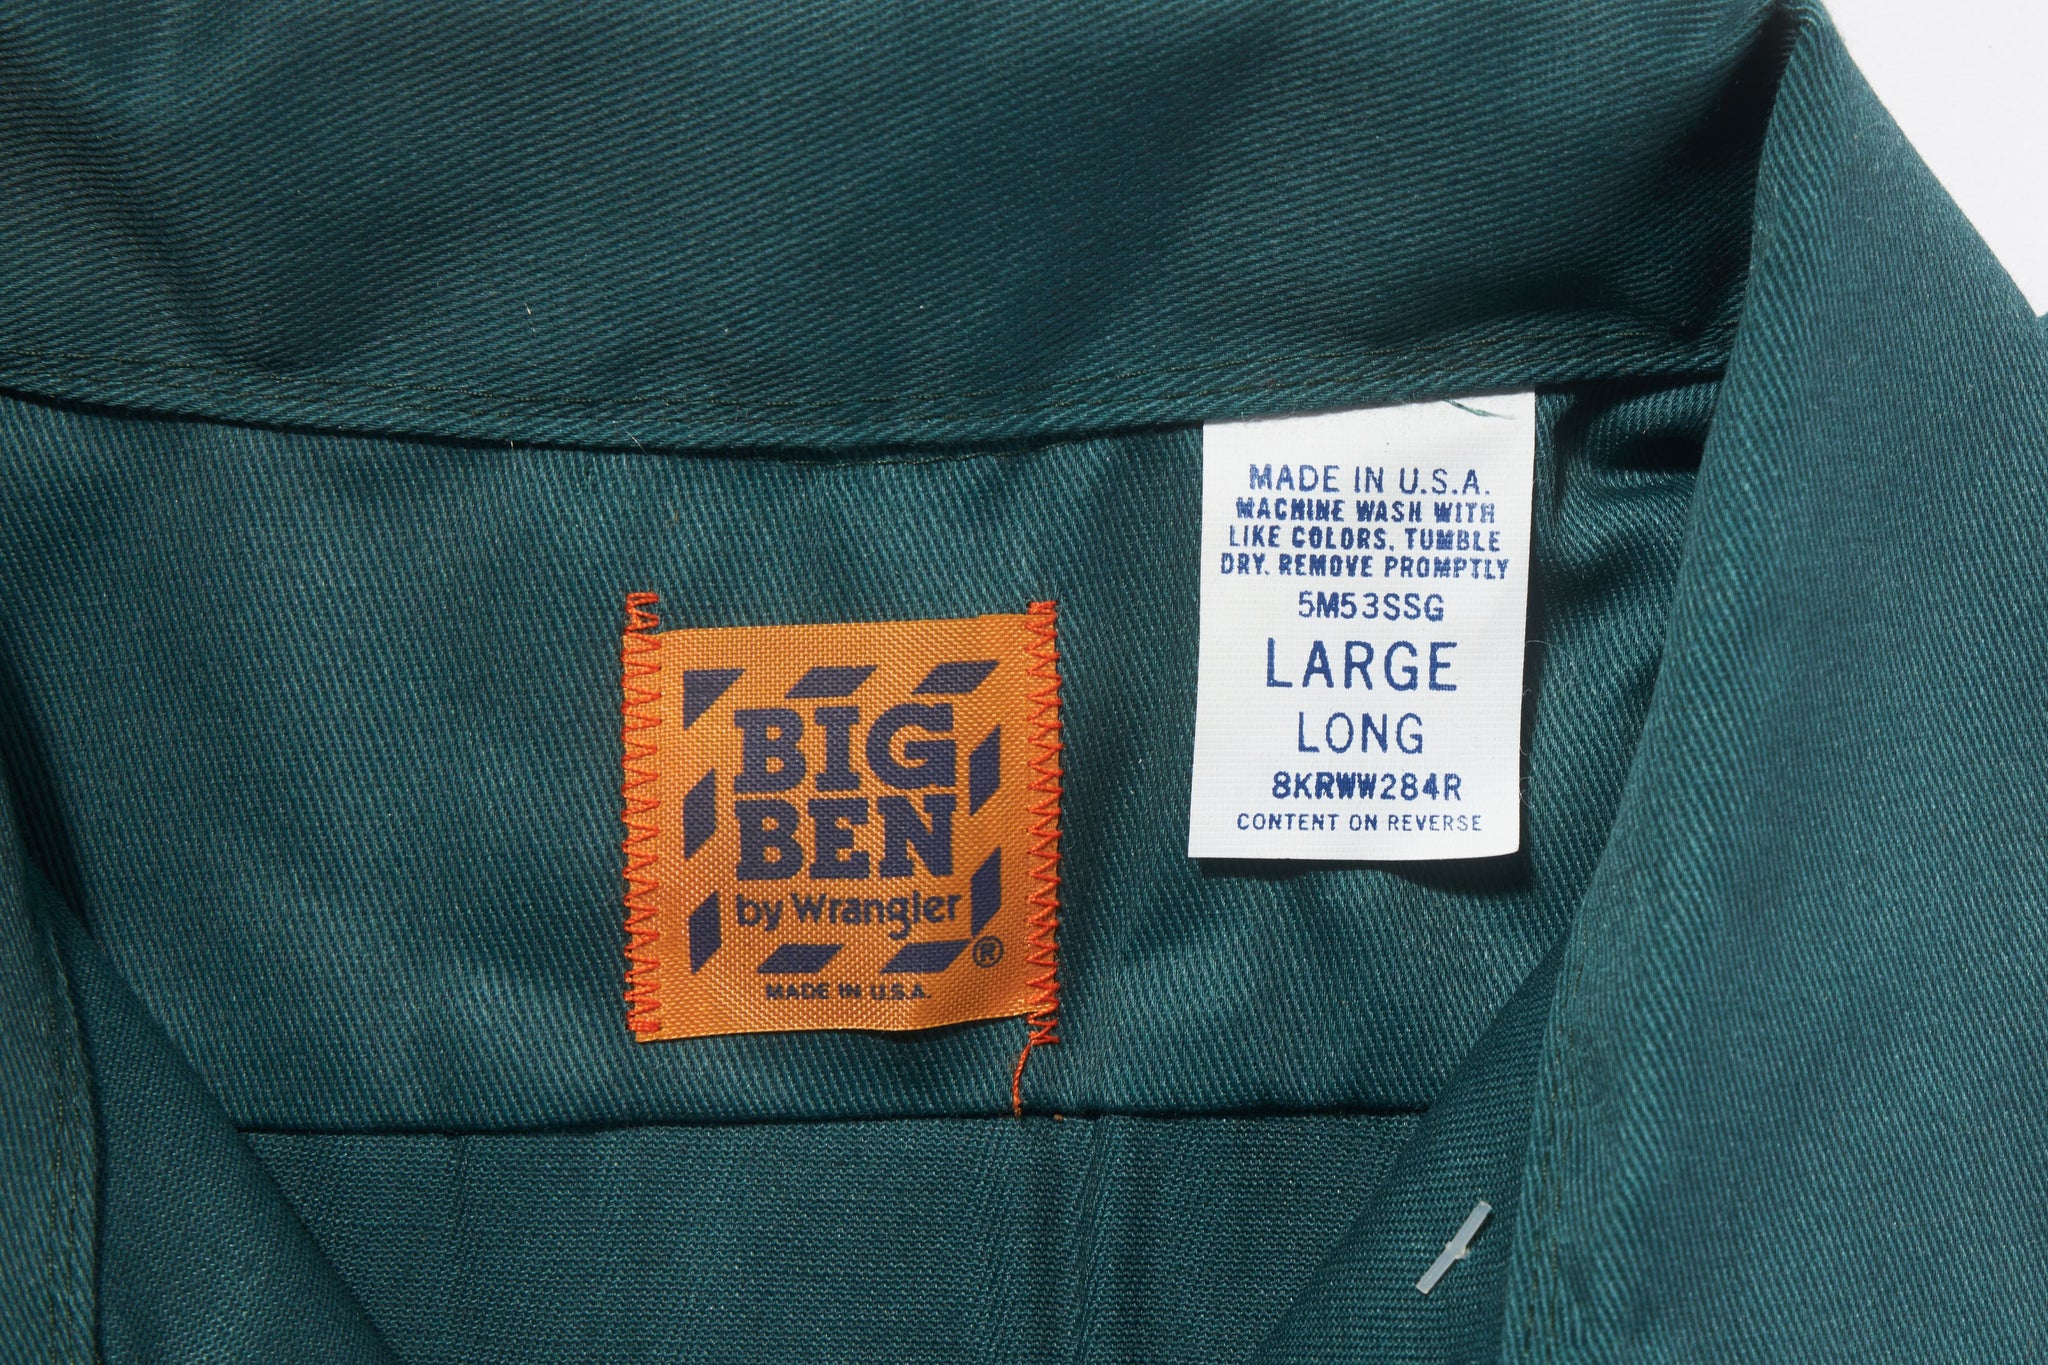 BIG
BEN
by Wrangler
®
MADE IN U.S.A.
MADE IN U.S.A.
MACHINE WASH WITH
LIKE COLORS, TUMBLE
DRY. REMOVE PROMPTLY
5M53SSG
LARGE
LONG
8KRWW284R
CONTENT ON REVERSE